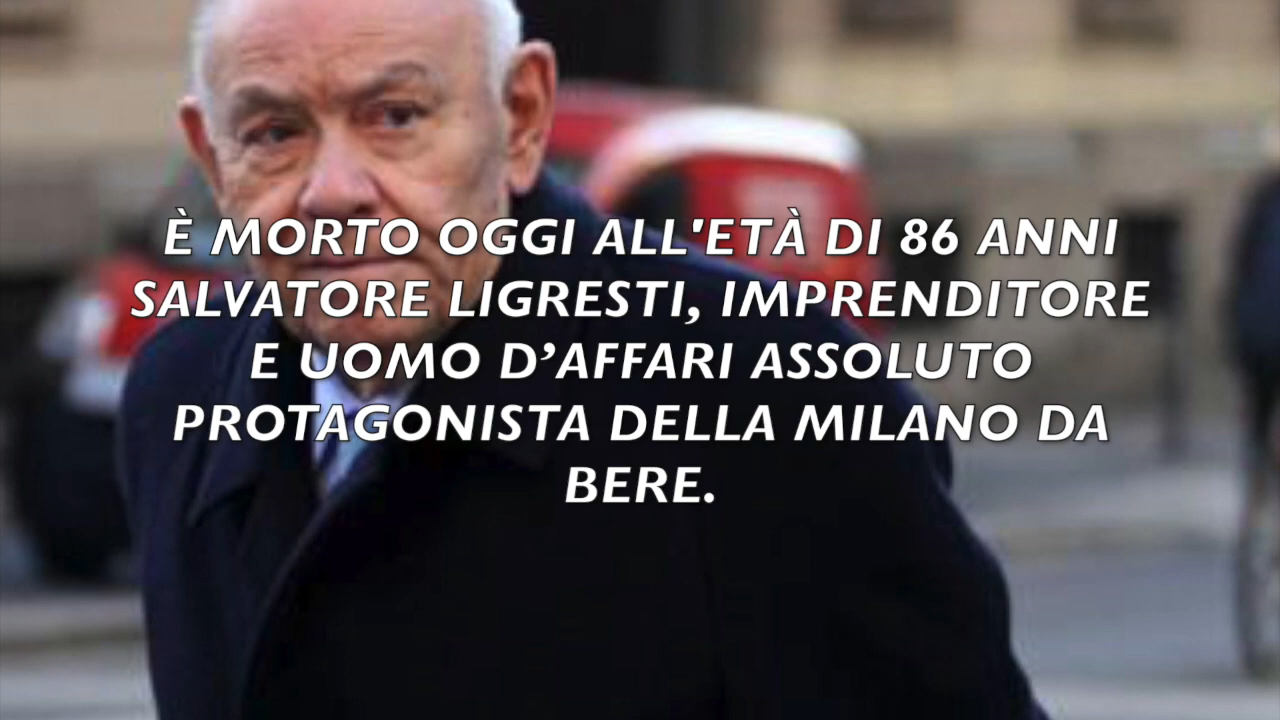 È MORTO OGGI ALL'ETÀ DI 86 ANNI
SALVATORE LIGRESTI, IMPRENDITORE
E UOMO D’AFFARI ASSOLUTO
PROTAGONISTA DELLA MILANO DA
BERE.